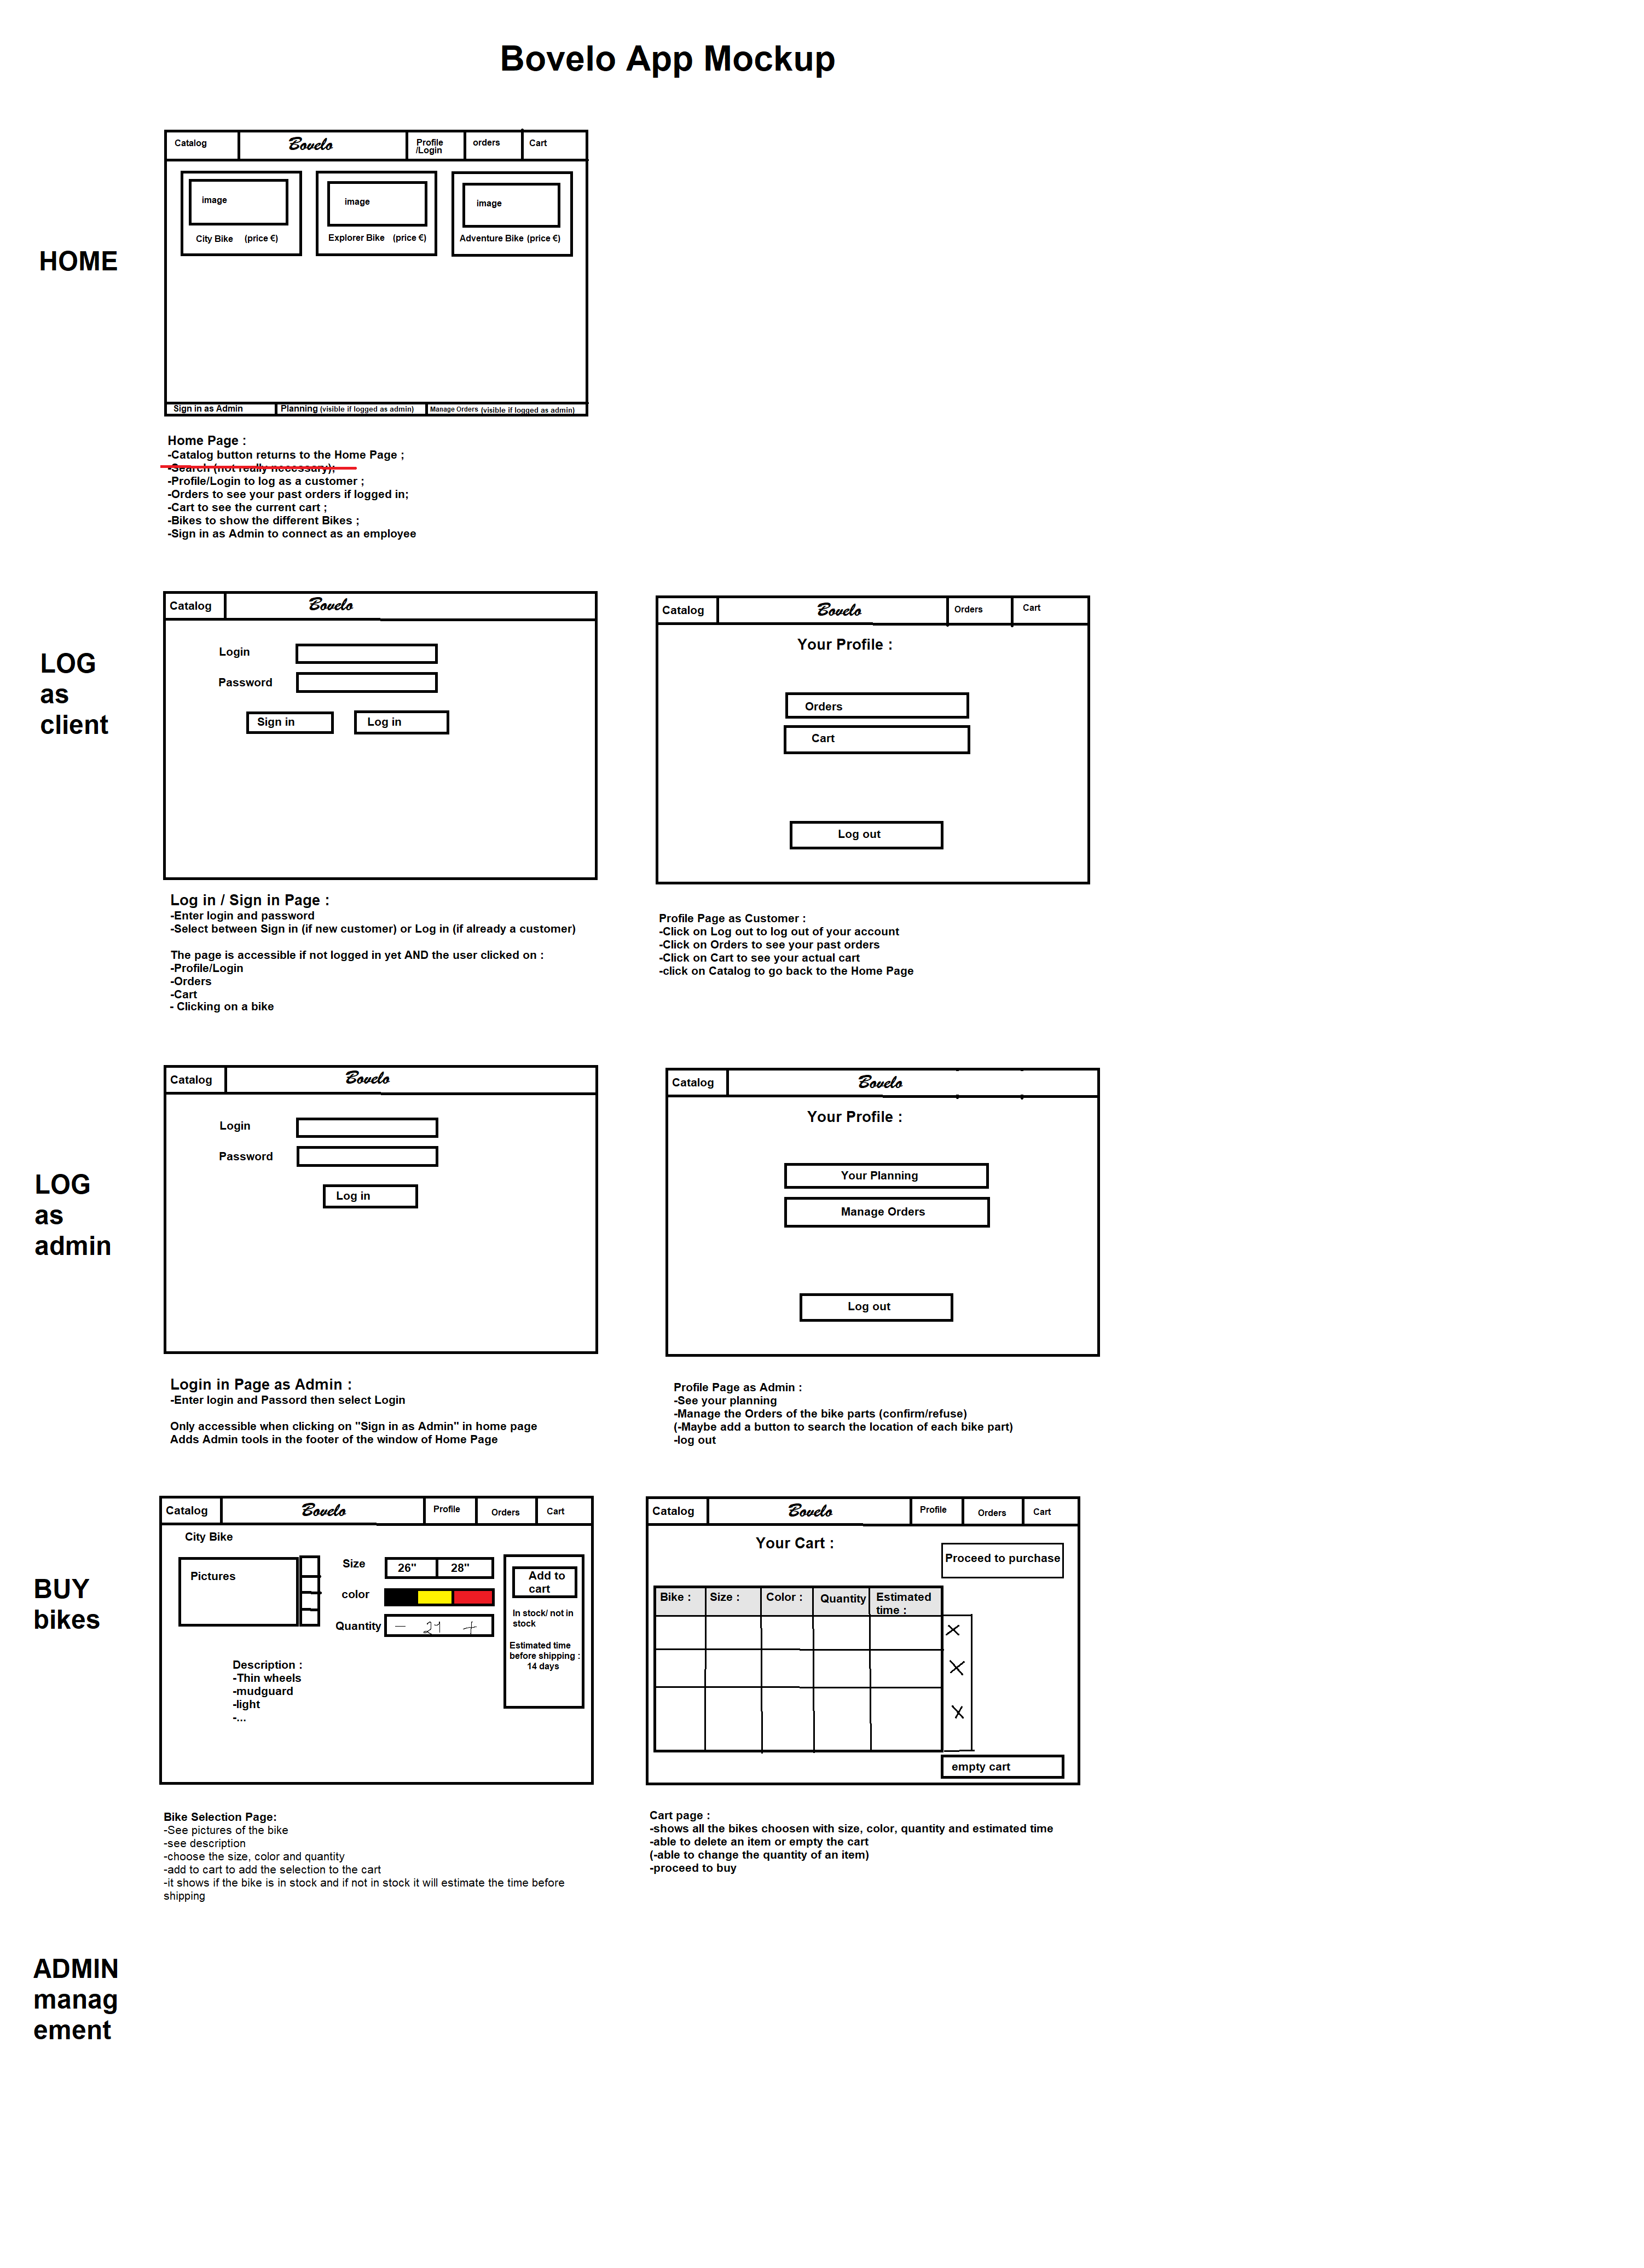 Bovelo App Mockup
HOME
Catalog
Bovelo
Profile
/Login
orders
Cart
image
image
image
City Bike (price €)
Explorer Bike (price €)
Adventure Bike (price €)
Sign in as Admin
Planning (visible if logged as admin)
Manage Orders (visible if logged as admin)
Home Page :
-Catalog button returns to the Home Page ;
-Search (not really necessary);
-Profile/Login to log as a customer ;
-Orders to see your past orders if logged in;
-Cart to see the current cart ;
-Bikes to show the different Bikes ;
-Sign in as Admin to connect as an employee
LOG
as
client
Catalog
Bovelo
Login
Password
Sign in
Log in
Log in / Sign in Page :
-Enter login and password
-Select between Sign in (if new customer) or Log in (if already a customer)
The page is accessible if not logged in yet AND the user clicked on :
-Profile/Login
-Orders
-Cart
- Clicking on a bike
Catalog
Bovelo
Orders
Cart
Your Profile :
Orders
Cart
Log out
Profile Page as Customer :
-Click on Log out to log out of your account
-Click on Orders to see your past orders
-Click on Cart to see your actual cart
-click on Catalog to go back to the Home Page
LOG
as
admin
Catalog
Bovelo
Login
Password
Log in
Login in Page as Admin :
-Enter login and Passord then select Login
Only accessible when clicking on "Sign in as Admin" in home page
Adds Admin tools in the footer of the window of Home Page
Catalog
Bovelo
Your Profile :
Your Planning
Manage Orders
Log out
Profile Page as Admin :
-See your planning
-Manage the Orders of the bike parts (confirm/refuse)
(-Maybe add a button to search the location of each bike part)
-log out
BUY
bikes
Catalog
Bovelo
Profile
Orders
Cart
City Bike
Pictures
Size
26"
28"
color
Quantity
- 21 +
Add to
cart
In stock/ not in
stock
Estimated time
before shipping :
14 days
Description :
-Thin wheels
-mudguard
-light
-...
Bike Selection Page:
-See pictures of the bike
-see description
-choose the size, color and quantity
-add to cart to add the selection to the cart
-it shows if the bike is in stock and if not in stock it will estimate the time before
shipping
Catalog
Bovelo
Profile
Orders
Cart
Your Cart :
Proceed to purchase
Bike :
Size :
Color :
Quantity
Estimated
time :
X
X
X
empty cart
Cart page :
-shows all the bikes choosen with size, color, quantity and estimated time
-able to delete an item or empty the cart
(-able to change the quantity of an item)
-proceed to buy
ADMIN
manag
ement